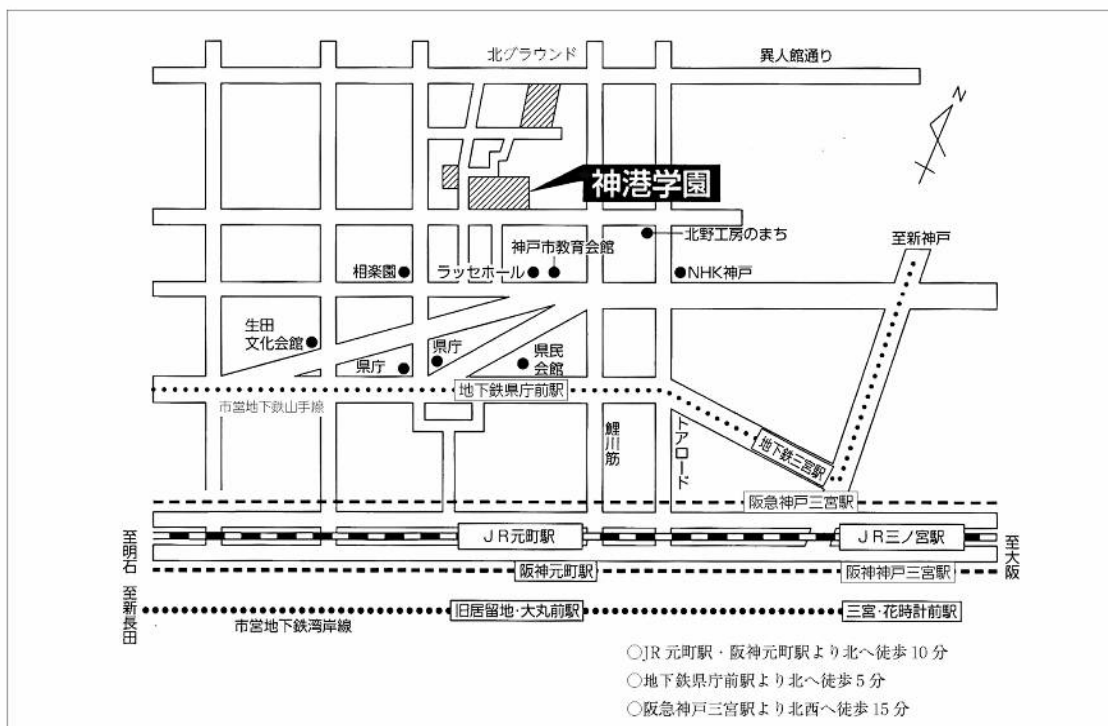 北グラウンド
異人館通り
N
神港学園
北野工房のまち
至新神戸
神戸市教育会館
相楽園
ラッセホール
NHK神戸
生田
文化会館
県庁
県庁
県民
会館
地下鉄県庁前駅
市営地下鉄山手線
鯉川筋
トアロード
地下鉄三宮駅
阪急神戸三宮駅
至明石
JR元町駅
JR三ノ宮駅
至大阪
阪神元町駅
阪神神戸三宮駅
至新長田
市営地下鉄湾岸線
旧居留地・大丸前駅
三宮・花時計前駅
○JR元町駅・阪神元町駅より北へ徒歩10分
○地下鉄県庁前駅より北へ徒歩5分
○阪急神戸三宮駅より北西へ徒歩15分